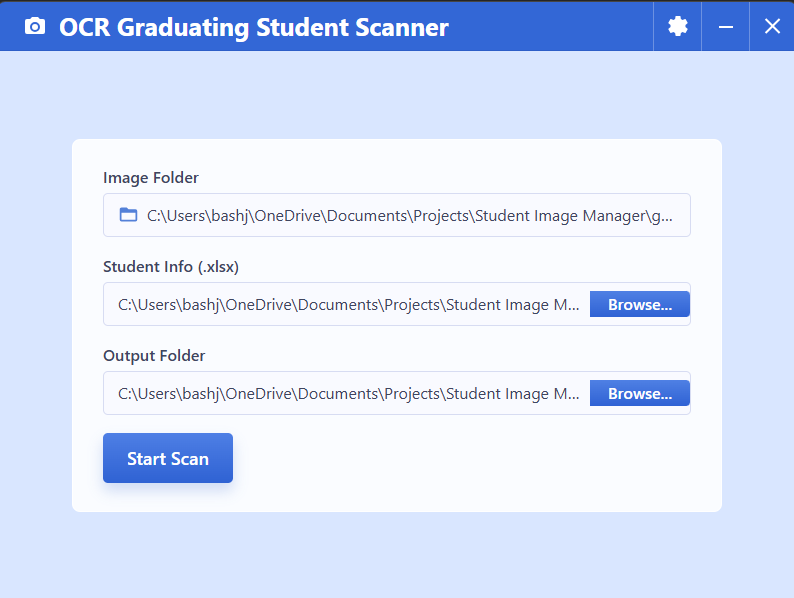 OCR Graduating Student Scanner
Image Folder
C:\Users\bashj\OneDrive\Documents\Projects\Student Image Manager\g...
Student Info (.xlsx)
C:\Users\bashj\OneDrive\Documents\Projects\Student Image M... Browse...
Output Folder
C:\Users\bashj\OneDrive\Documents\Projects\Student Image M... Browse...
Start Scan